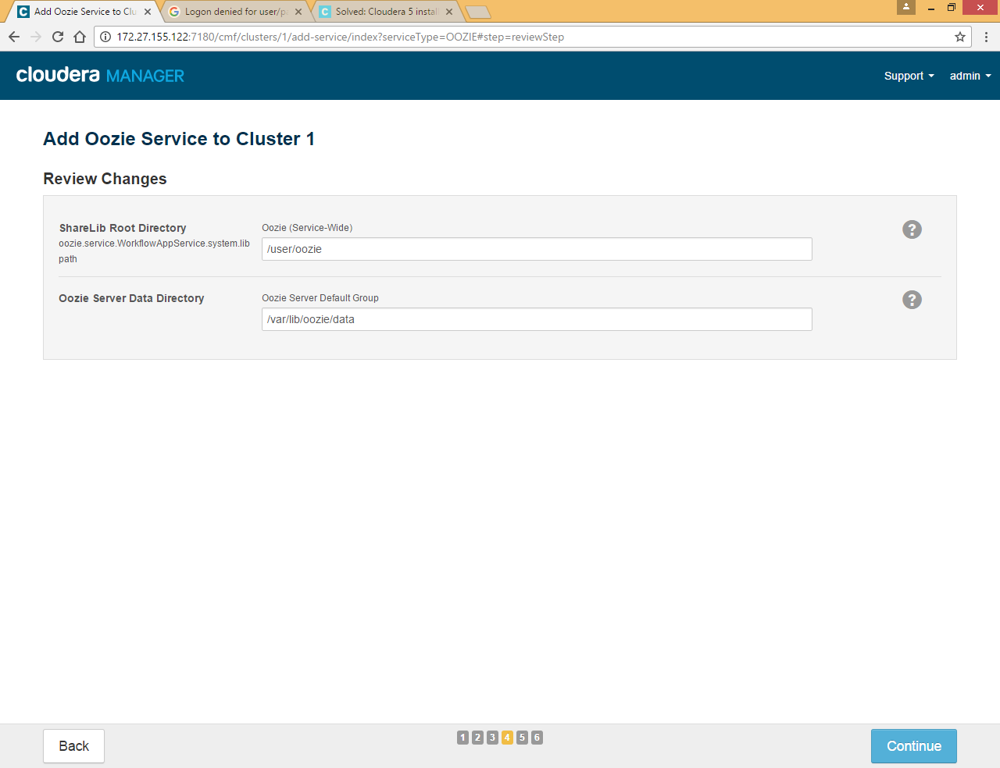 Add Oozie Service to Clu
Logon denied for user/pa
Solved: Cloudera 5 instal
172.27.155.122:7180/cmf/clusters/1/add-service/index?serviceType=OOZIE#step=reviewStep
cloudera MANAGER
Support
admin
Add Oozie Service to Cluster 1
Review Changes
ShareLib Root Directory
oozie.service.WorkflowAppService.system.lib
path
Oozie (Service-Wide)
/user/oozie
?
Oozie Server Data Directory
Oozie Server Default Group
/var/lib/oozie/data
?
Back
1 2 3 4 5 6
Continue